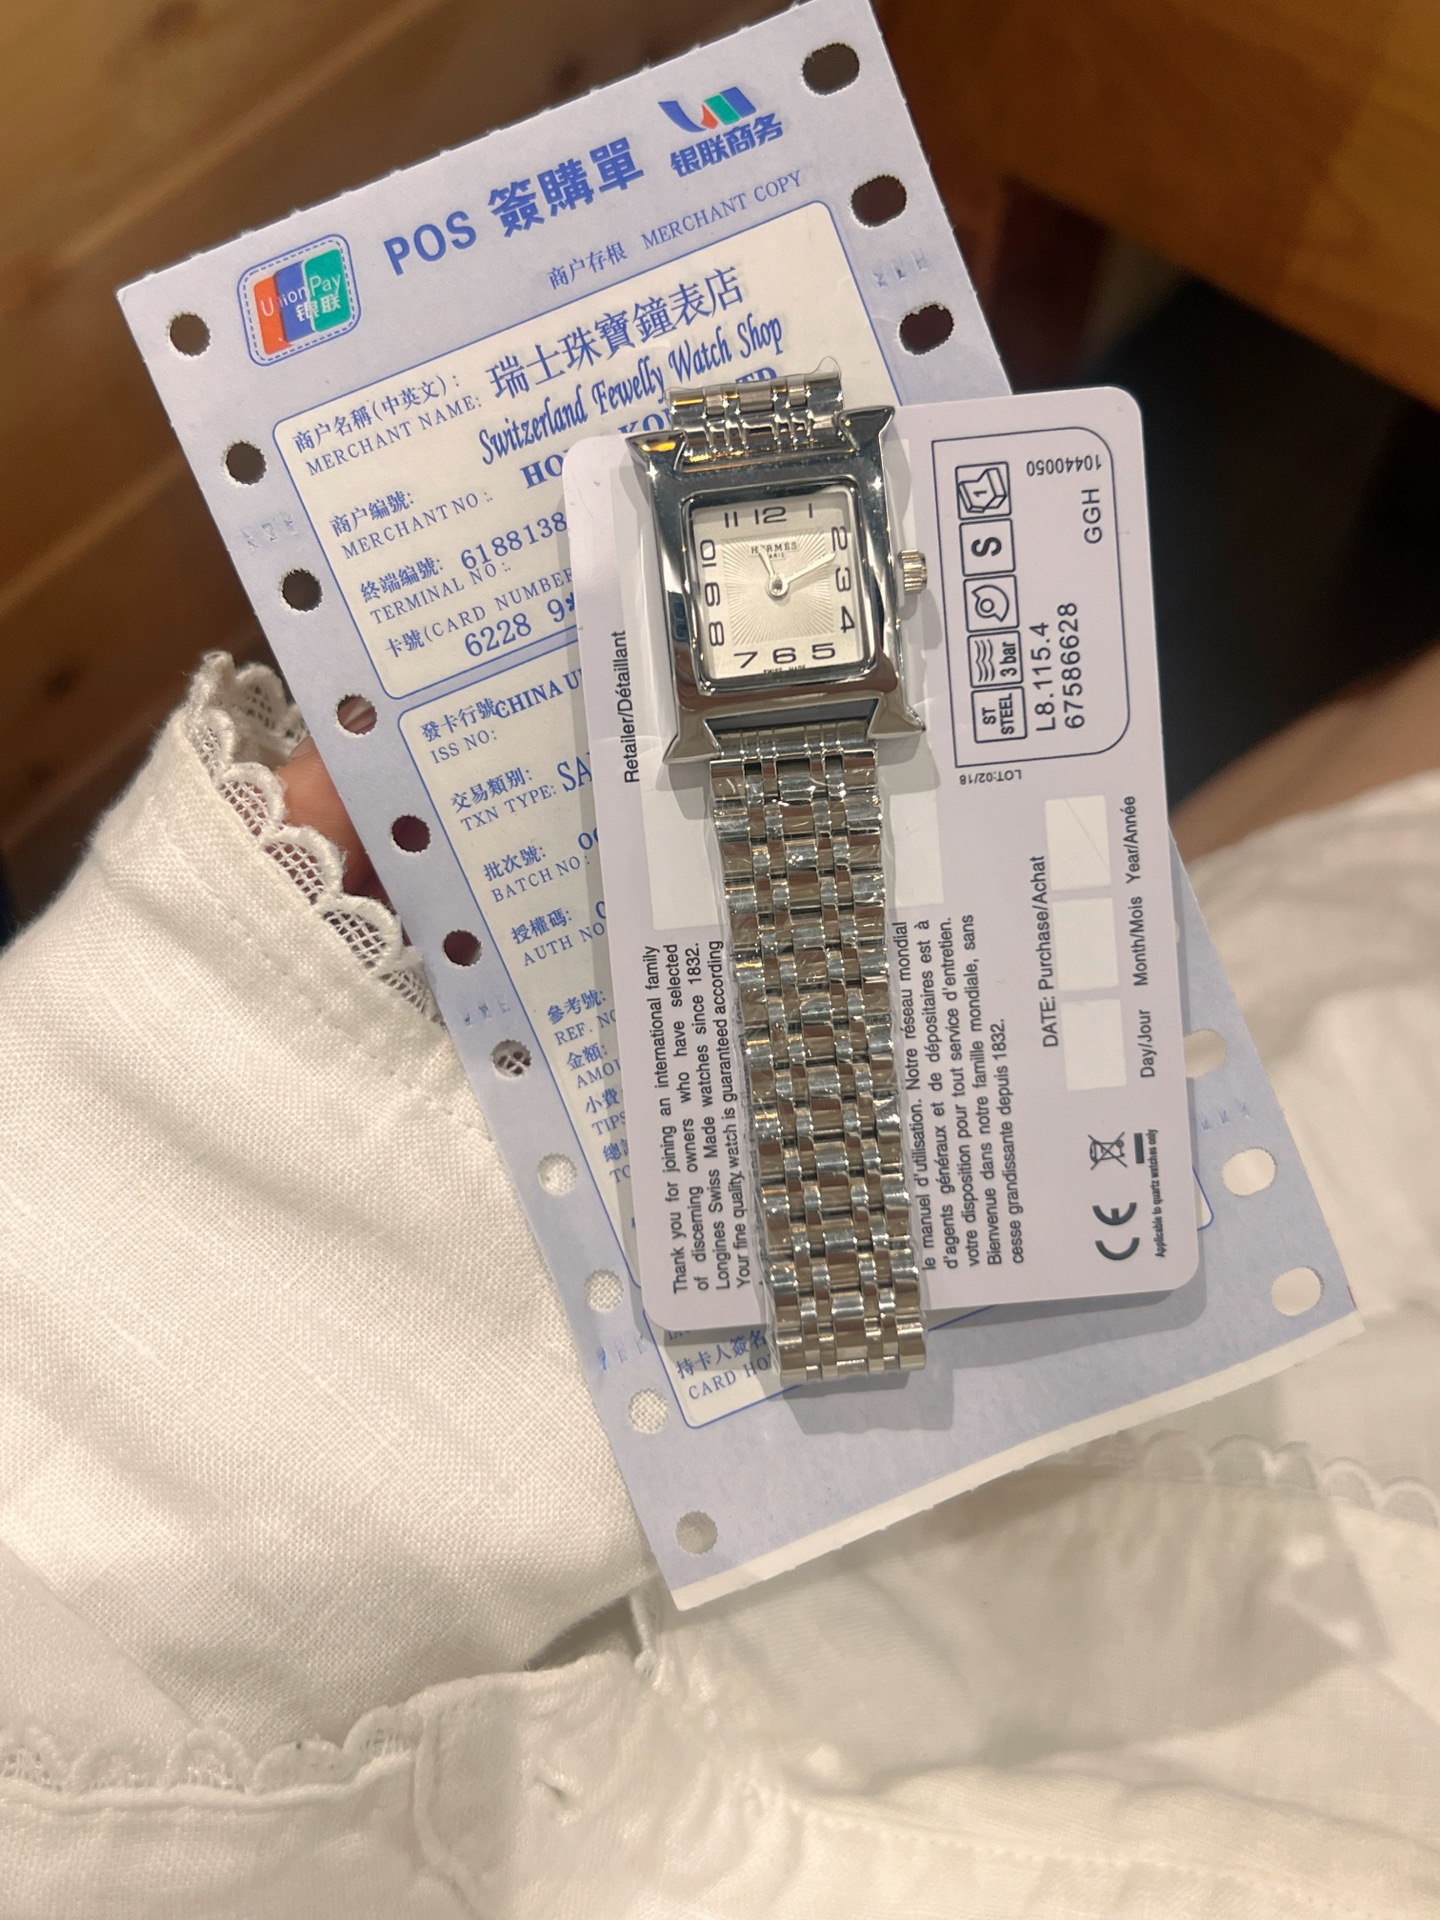 UnionPay
银联
POS 簽購單
银联商务
商户存根 MERCHANT COPY
商户名稱(中英文):
MERCHANT NAME:
瑞士珠寶鐘表店
Switzerland Fewelly Watch Shop
商户编號:
MERCHANT NO:
終端編號: 6188138
TERMINAL NO:
卡號(CARD NUMBER
6228 9*
發卡行號 CHINA U
ISS NO:
交易類别:
TXN TYPE: SA
批次號:
BATCH NO:
授權碼:
AUTH NO
參考號:
REF. NO
金額:
小費
TIPS
持卡人簽名
CARD HO
11 12 1
10 2
9 3
8 4
7 6 5
HERMES
PARIS
SWISS MADE
Retailer/Détaillant
Thank you for joining an international family
of discerning owners who have selected
Longines Swiss Made watches since 1832.
Your fine quality watch is guaranteed according
le manuel d'utilisation. Notre réseau mondial
d'agents généraux et de dépositaires est à
votre disposition pour tout service d'entretien.
Bienvenue dans notre famille mondiale, sans
cesse grandissante depuis 1832.
ST
STEEL
3 bar
S
1
L8.115.4
67586628
GGH
10440050
LOT:02/18
DATE: Purchase/Achat
Day/Jour Month/Mois Year/Année
CE
Applicable to quartz watches only